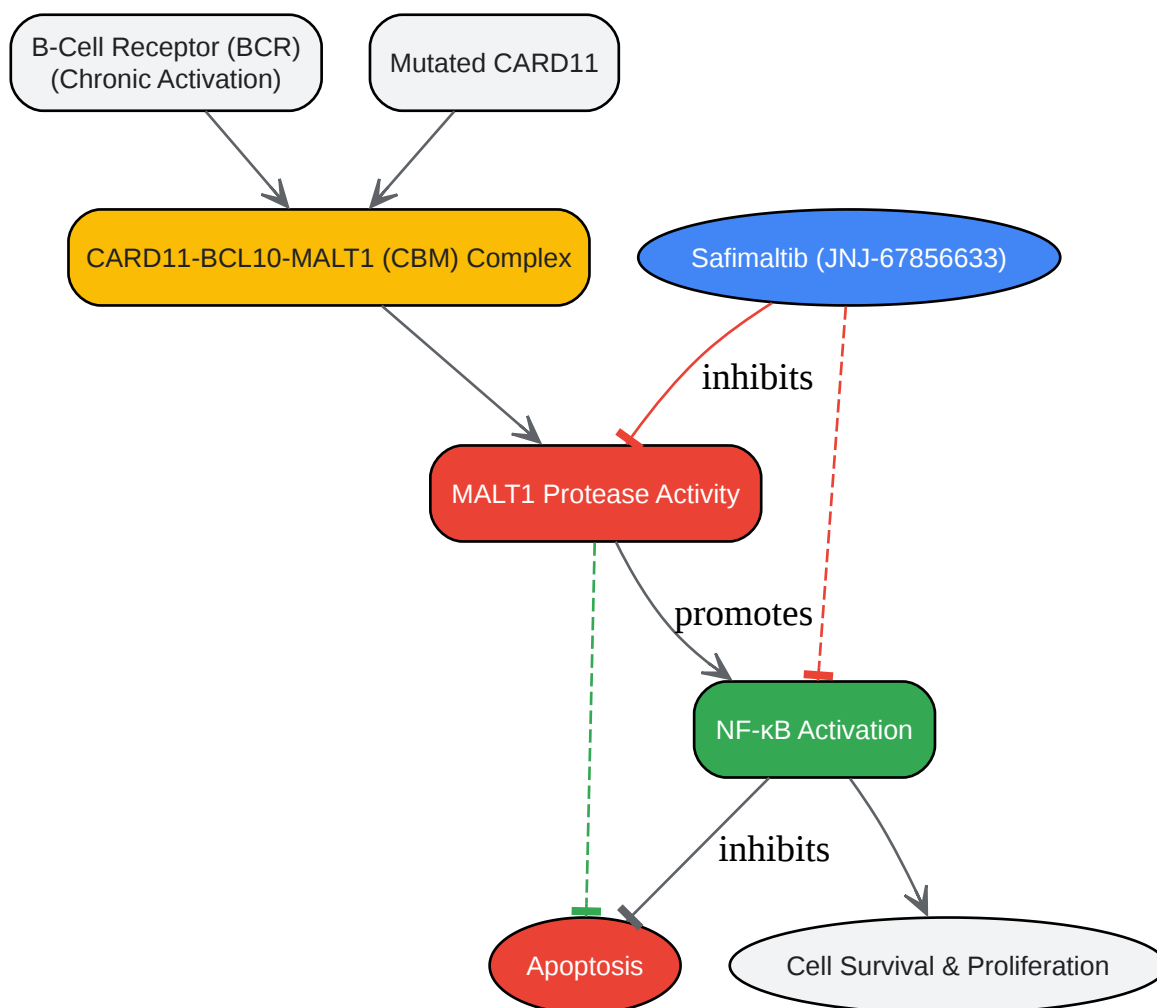 B-Cell Receptor (BCR)
(Chronic Activation)
Mutated CARD11
CARD11-BCL10-MALT1 (CBM) Complex
Safimaltib (JNJ-67856633)
inhibits
MALT1 Protease Activity
promotes
NF-κB Activation
inhibits
Apoptosis
Cell Survival & Proliferation